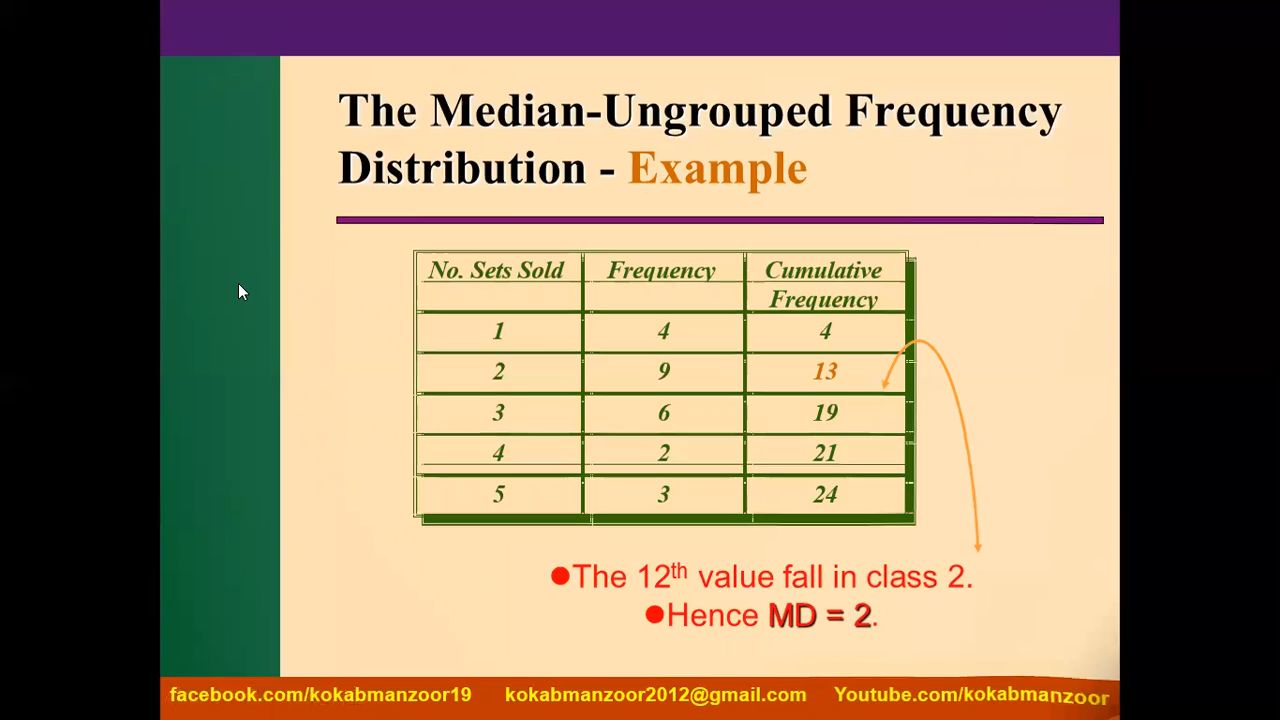 The Median-Ungrouped Frequency
Distribution - Example
No. Sets Sold Frequency Cumulative
Frequency
1 4 4
2 9 13
3 6 19
4 2 21
5 3 24
●The 12th value fall in class 2.
●Hence MD = 2.
facebook.com/kokabmanzoor19 kokabmanzoor2012@gmail.com Youtube.com/kokabmanzoor